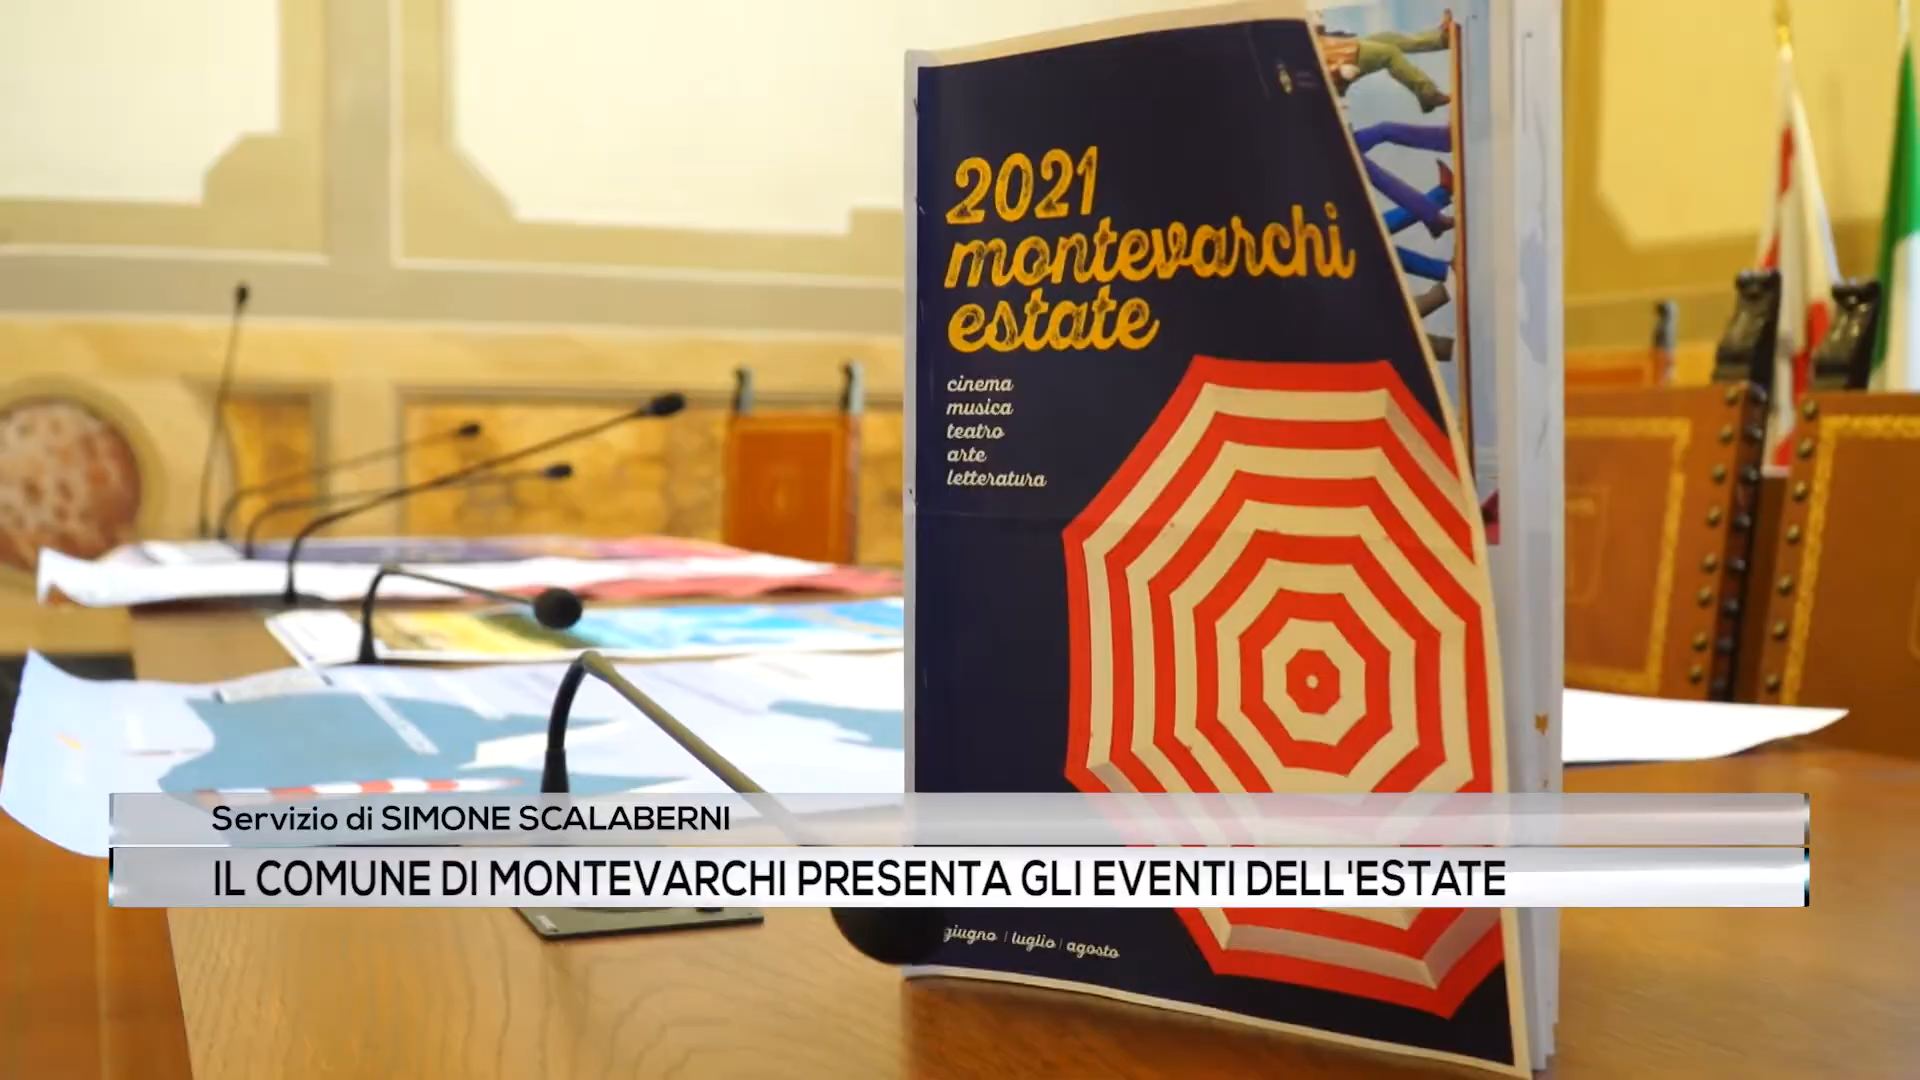 2021
montevarchi
estate
cinema
musica
teatro
arte
letteratura
Servizio di SIMONE SCALABERNI
IL COMUNE DI MONTEVARCHI PRESENTA GLI EVENTI DELL'ESTATE
giugno | luglio | agosto